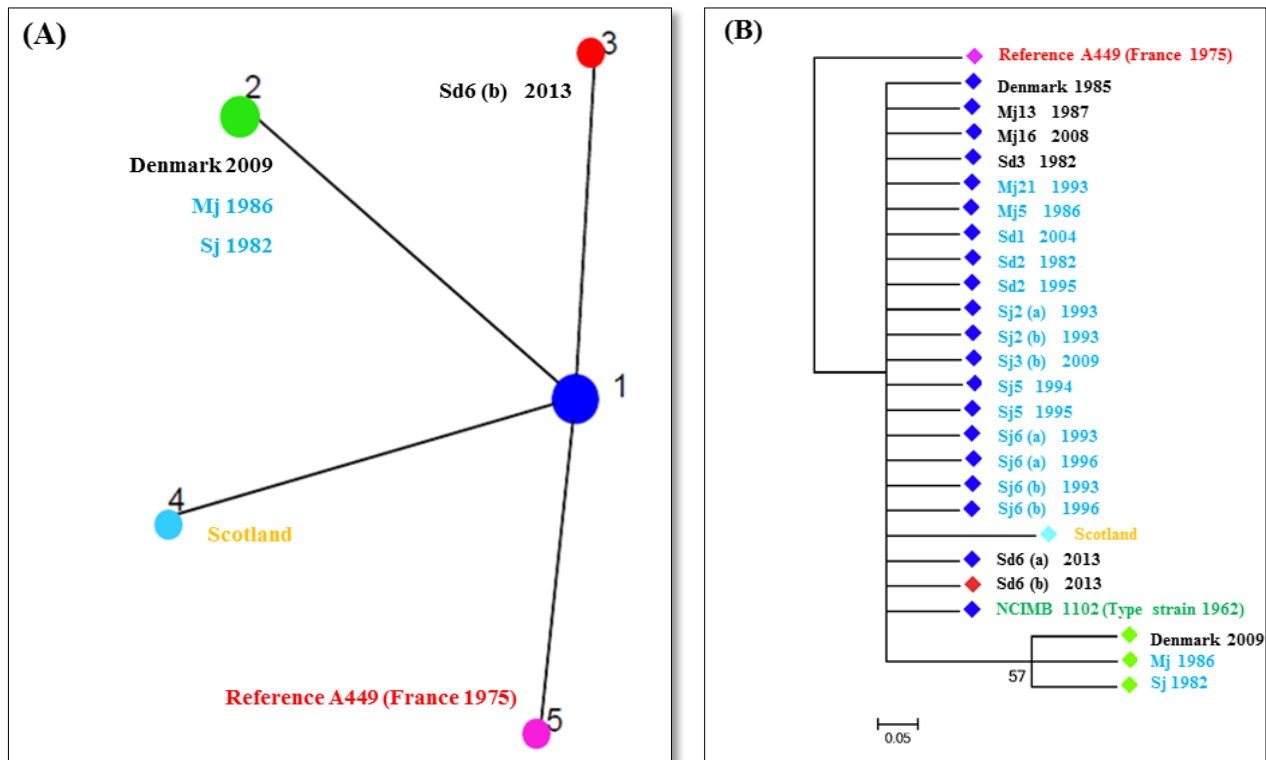 (A)
3
Sd6 (b) 2013
2
Denmark 2009
Mj 1986
Sj 1982
1
4
Scotland
Reference A449 (France 1975)
5
(B)
Reference A449 (France 1975)
Denmark 1985
Mj13 1987
Mj16 2008
Sd3 1982
Mj21 1993
Mj5 1986
Sd1 2004
Sd2 1982
Sd2 1995
Sj2 (a) 1993
Sj2 (b) 1993
Sj3 (b) 2009
Sj5 1994
Sj5 1995
Sj6 (a) 1993
Sj6 (a) 1996
Sj6 (b) 1993
Sj6 (b) 1996
Scotland
Sd6 (a) 2013
Sd6 (b) 2013
NCIMB 1102 (Type strain 1962)
Denmark 2009
Mj 1986
57
Sj 1982
0.05